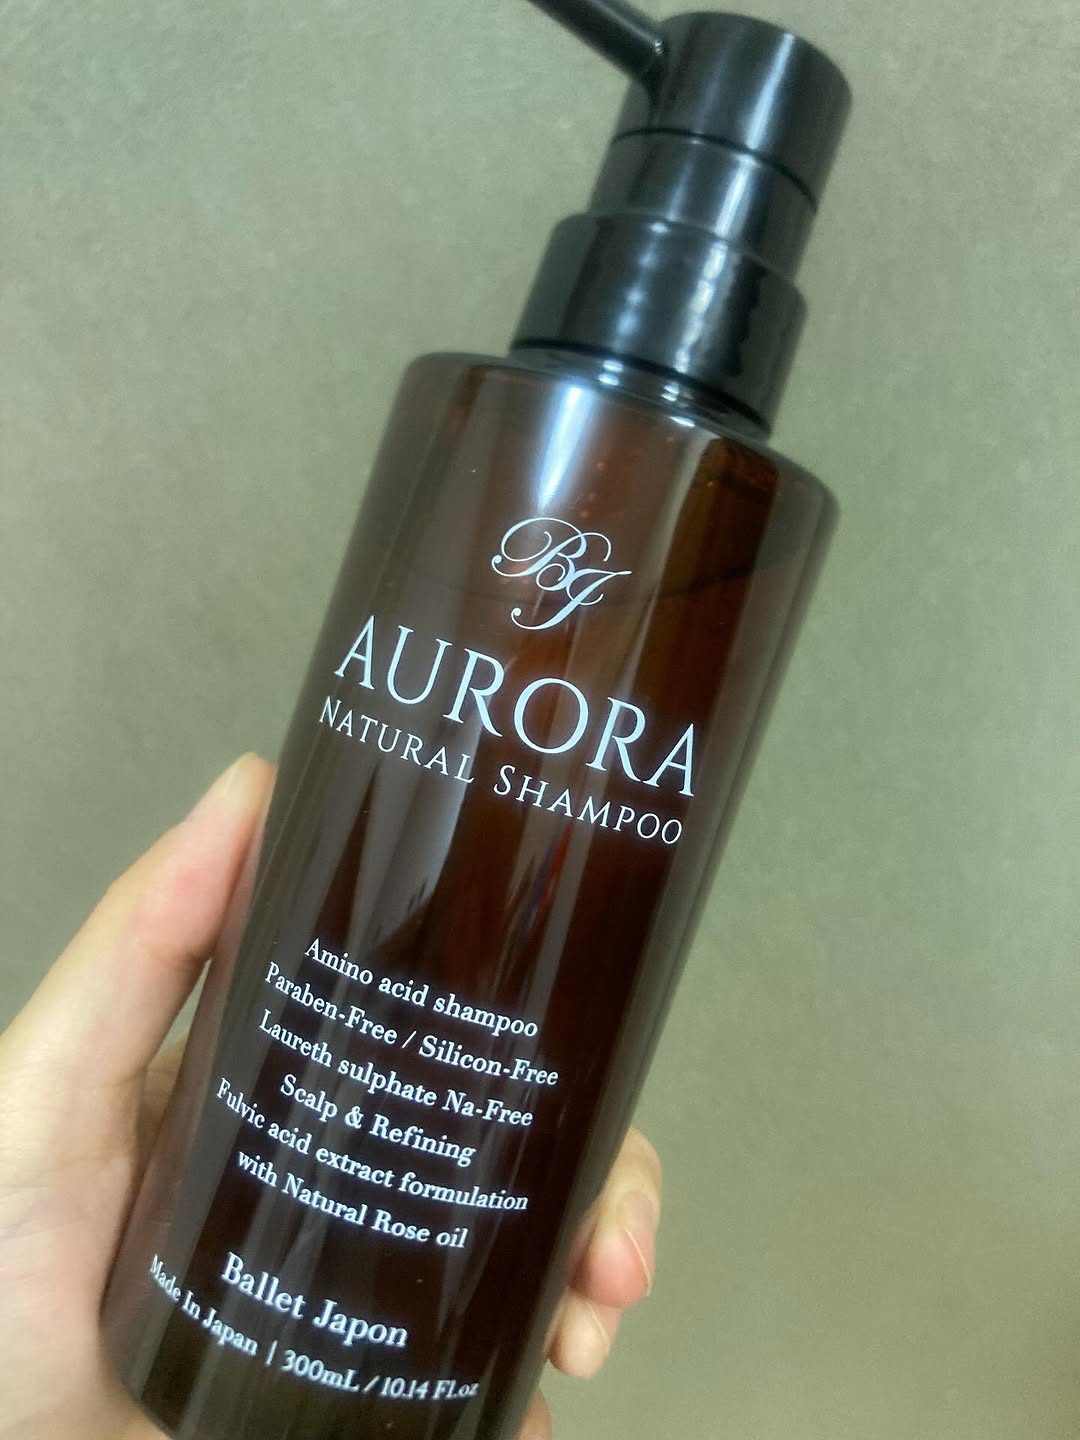 BJ
AURORA
NATURAL SHAMPOO
Amino acid shampoo
Paraben-Free / Silicon-Free
Laureth sulphate Na-Free
Scalp & Refining
Fulvic acid extract formulation
with Natural Rose oil
Ballet Japon
Made In Japan | 300mL / 10.14 Fl.oz